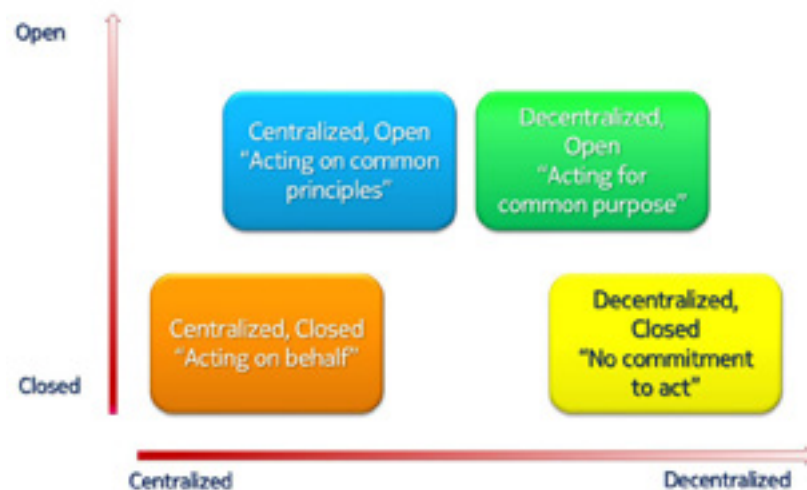 Open
Centralized, Open
“Acting on common
principles”
Decentralized,
Open
“Acting for
common purpose”
Centralized, Closed
“Acting on behalf”
Decentralized,
Closed
“No commitment
to act”
Closed
Centralized
Decentralized